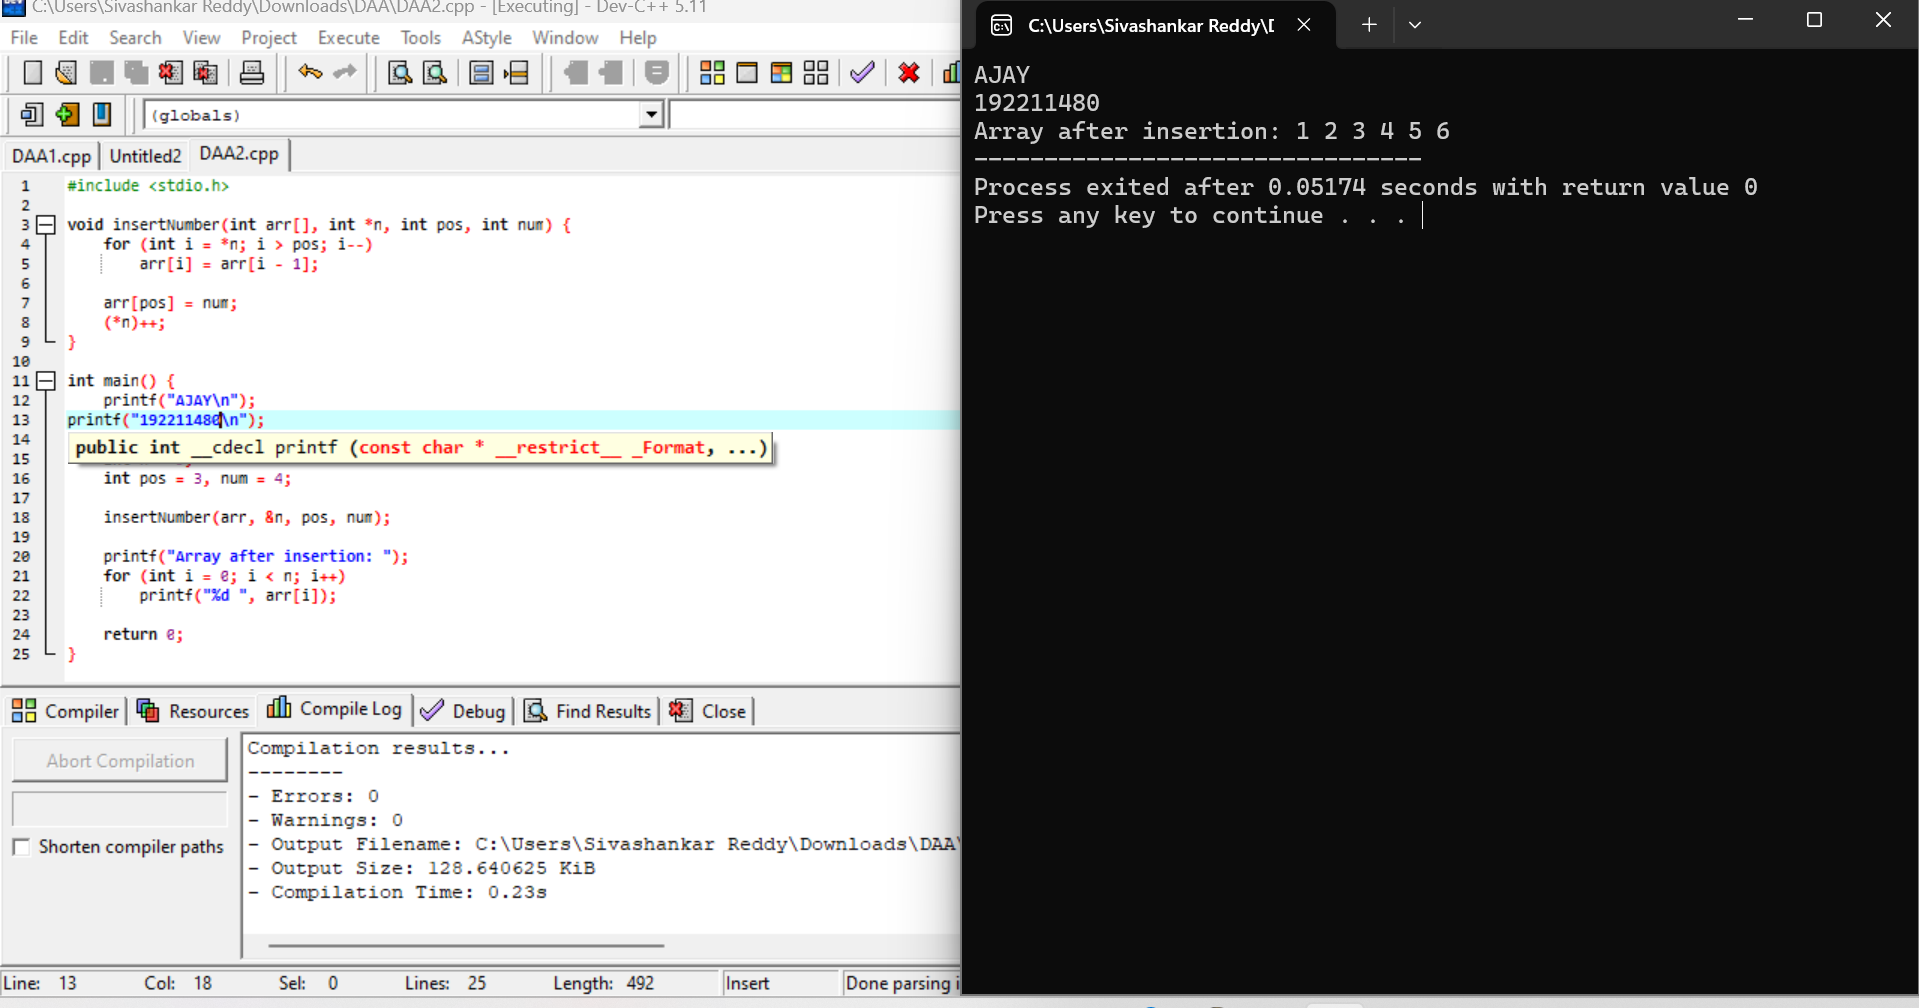 C:\Users\Sivashankar Reddy\Downloads\DAA\DAA2.cpp - [Executing] - Dev-C++ 5.11
File Edit Search View Project Execute Tools AStyle Window Help
(globals)
DAA1.cpp Untitled2 DAA2.cpp
1 #include <stdio.h>
2
3 void insertNumber(int arr[], int *n, int pos, int num) {
4 for (int i = *n; i > pos; i--)
5 arr[i] = arr[i - 1];
6
7 arr[pos] = num;
8 (*n)++;
9 }
10
11 int main() {
12 printf("AJAY\n");
13 printf("192211480\n");
14
public int __cdecl printf (const char * __restrict__ _Format, ...)
15
16 int pos = 3, num = 4;
17
18 insertNumber(arr, &n, pos, num);
19
20 printf("Array after insertion: ");
21 for (int i = 0; i < n; i++)
22 printf("%d ", arr[i]);
23
24 return 0;
25 }
Compiler Resources Compile Log Debug Find Results Close
Abort Compilation
Shorten compiler paths
Compilation results...
--------
- Errors: 0
- Warnings: 0
- Output Filename: C:\Users\Sivashankar Reddy\Downloads\DAA\
- Output Size: 128.640625 KiB
- Compilation Time: 0.23s
Line: 13 Col: 18 Sel: 0 Lines: 25 Length: 492 Insert Done parsing i
C:\Users\Sivashankar Reddy\D
AJAY
192211480
Array after insertion: 1 2 3 4 5 6
--------------------------------
Process exited after 0.05174 seconds with return value 0
Press any key to continue . . .